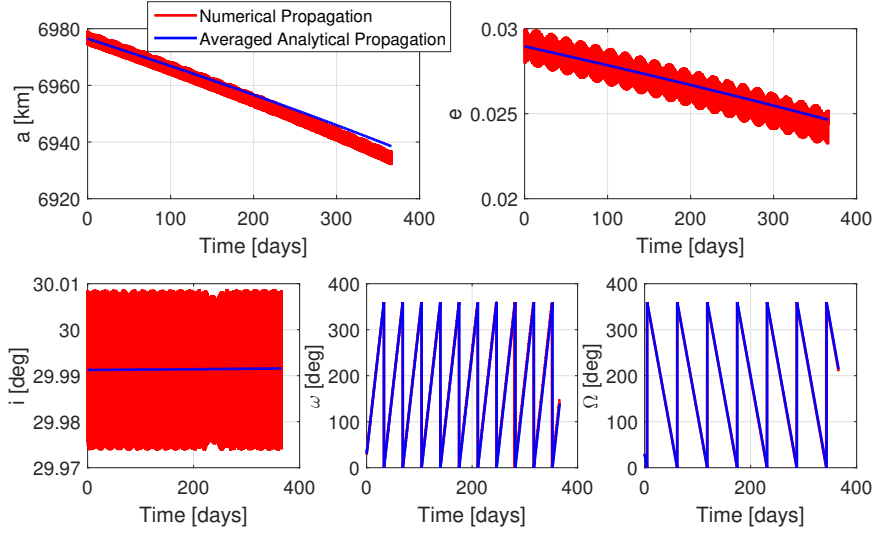 Numerical Propagation
Averaged Analytical Propagation
6980
6960
6940
6920
a [km]
0 100 200 300 400
Time [days]
0.03
0.025
0.02
e
0 100 200 300 400
Time [days]
30.01
30
29.99
29.98
29.97
i [deg]
0 200 400
Time [days]
400
300
200
100
0
ω [deg]
0 200 400
Time [days]
400
300
200
100
0
Ω [deg]
0 200 400
Time [days]